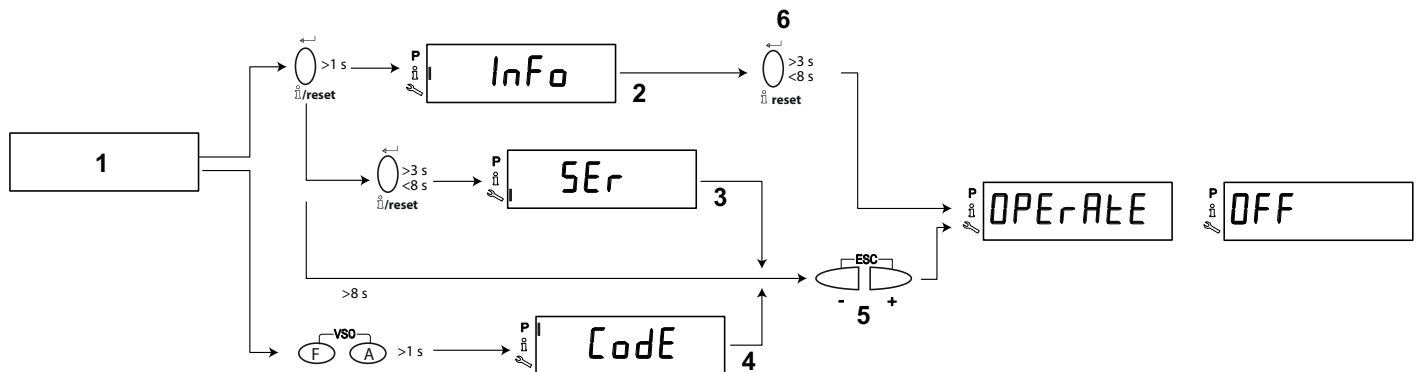 6
>1 s
i/reset
P
i
InFo
2
>3 s
<8 s
i reset
1
>3 s
<8 s
i/reset
P
i
SEr
3
P
i
OPErAtE
P
i
OFF
>8 s
ESC
-
+
5
VSO
F
A
>1 s
P
i
CodE
4